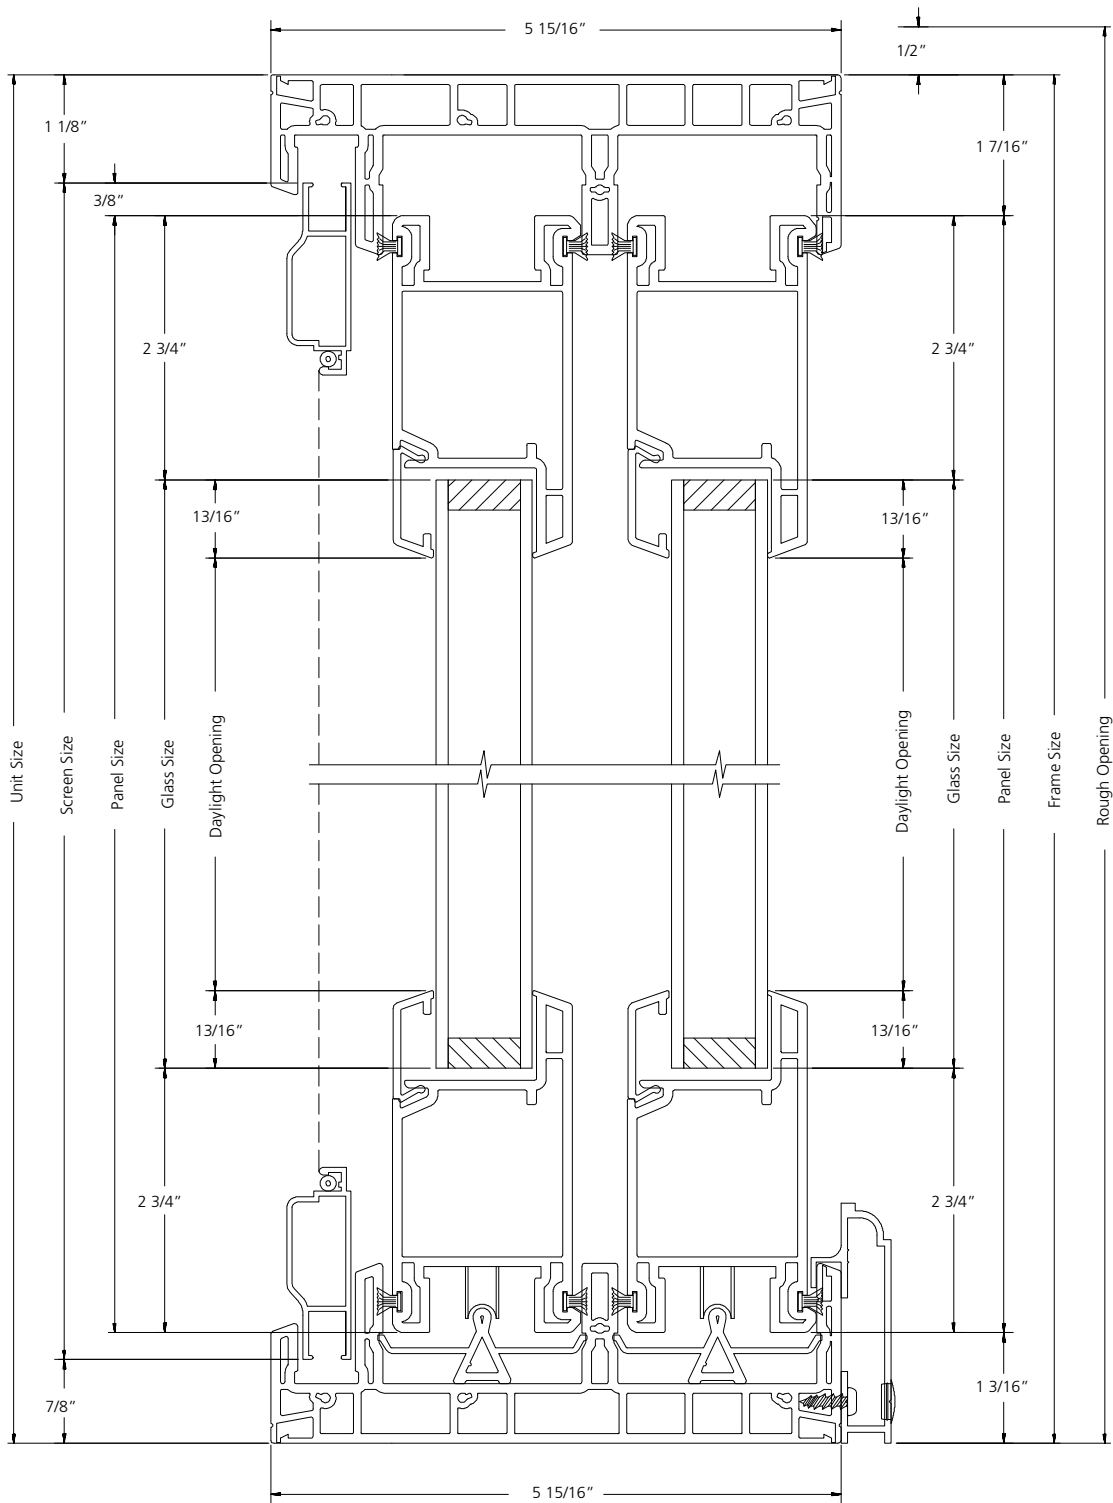 5 15/16”
1/2”
1 1/8”
1 7/16”
3/8”
2 3/4”
2 3/4”
13/16”
13/16”
Unit Size
Screen Size
Panel Size
Glass Size
Daylight Opening
Daylight Opening
Glass Size
Panel Size
Frame Size
Rough Opening
13/16”
13/16”
2 3/4”
2 3/4”
7/8”
1 3/16”
5 15/16”